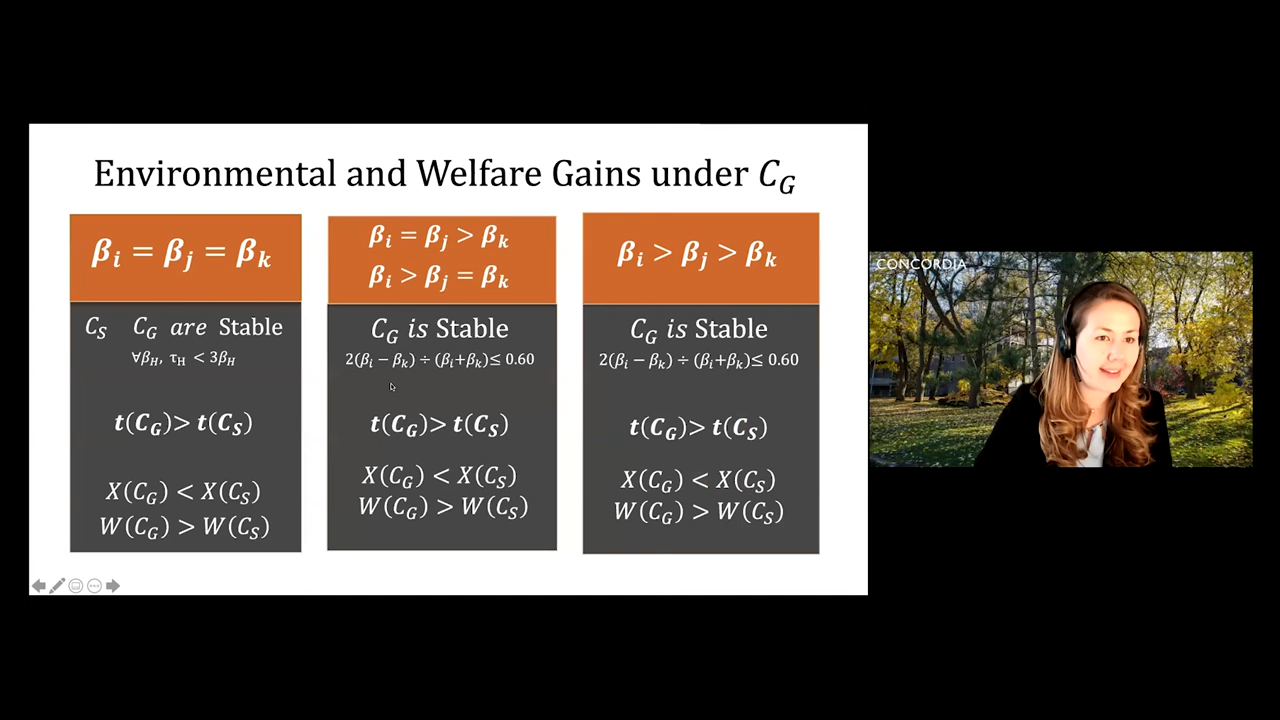 Environmental and Welfare Gains under C_G
β_i = β_j = β_k
C_S C_G are Stable
∀β_H, τ_H < 3β_H
t(C_G)> t(C_S)
X(C_G) < X(C_S)
W(C_G) > W(C_S)
β_i = β_j > β_k
β_i > β_j = β_k
C_G is Stable
2(β_i − β_k) ÷ (β_i+β_k)≤ 0.60
t(C_G)> t(C_S)
X(C_G) < X(C_S)
W(C_G) > W(C_S)
β_i > β_j > β_k
C_G is Stable
2(β_i − β_k) ÷ (β_i+β_k)≤ 0.60
t(C_G)> t(C_S)
X(C_G) < X(C_S)
W(C_G) > W(C_S)
CONCORDIA